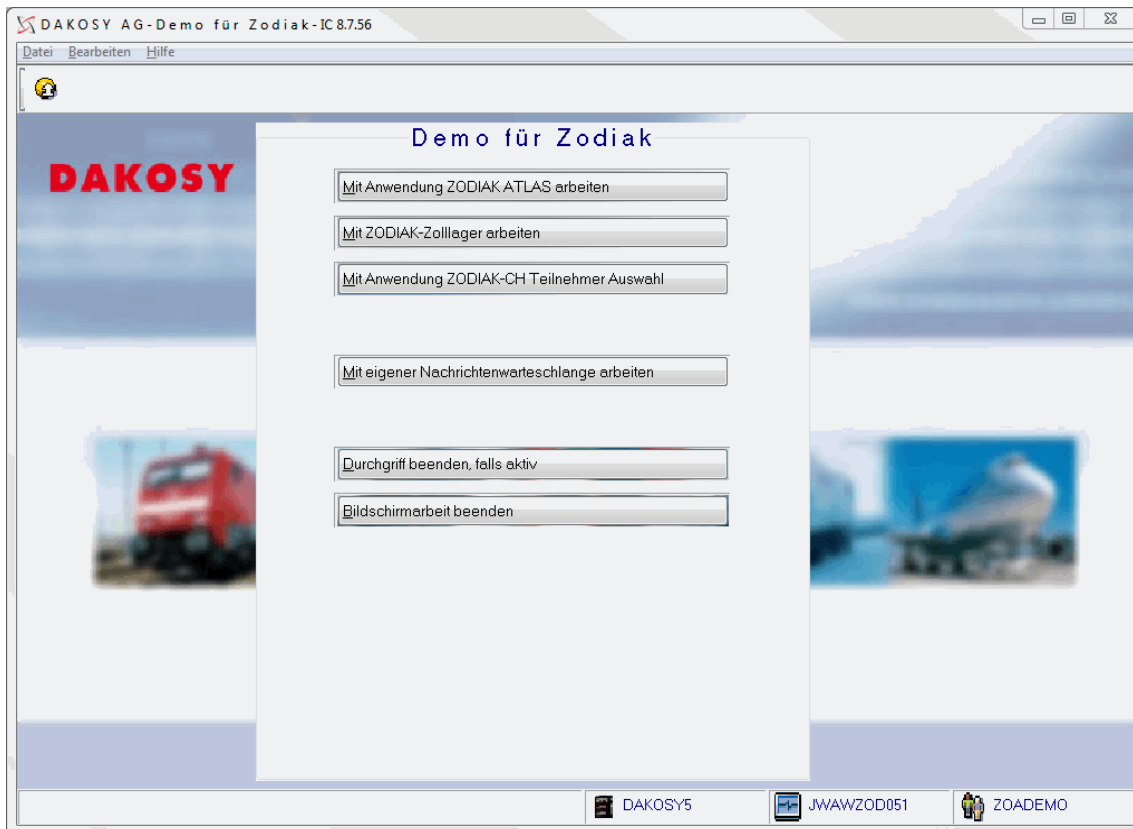 DAKOSY AG-Demo für Zodiak-IC 8.7.56
Datei Bearbeiten Hilfe
Demo für Zodiak
DAKOSY
Mit Anwendung ZODIAK ATLAS arbeiten
Mit ZODIAK-Zolllager arbeiten
Mit Anwendung ZODIAK-CH Teilnehmer Auswahl
Mit eigener Nachrichtenwarteschlange arbeiten
Durchgriff beenden, falls aktiv
Bildschirmarbeit beenden
DAKOSY5 JWAWZOD051 ZOADEMO